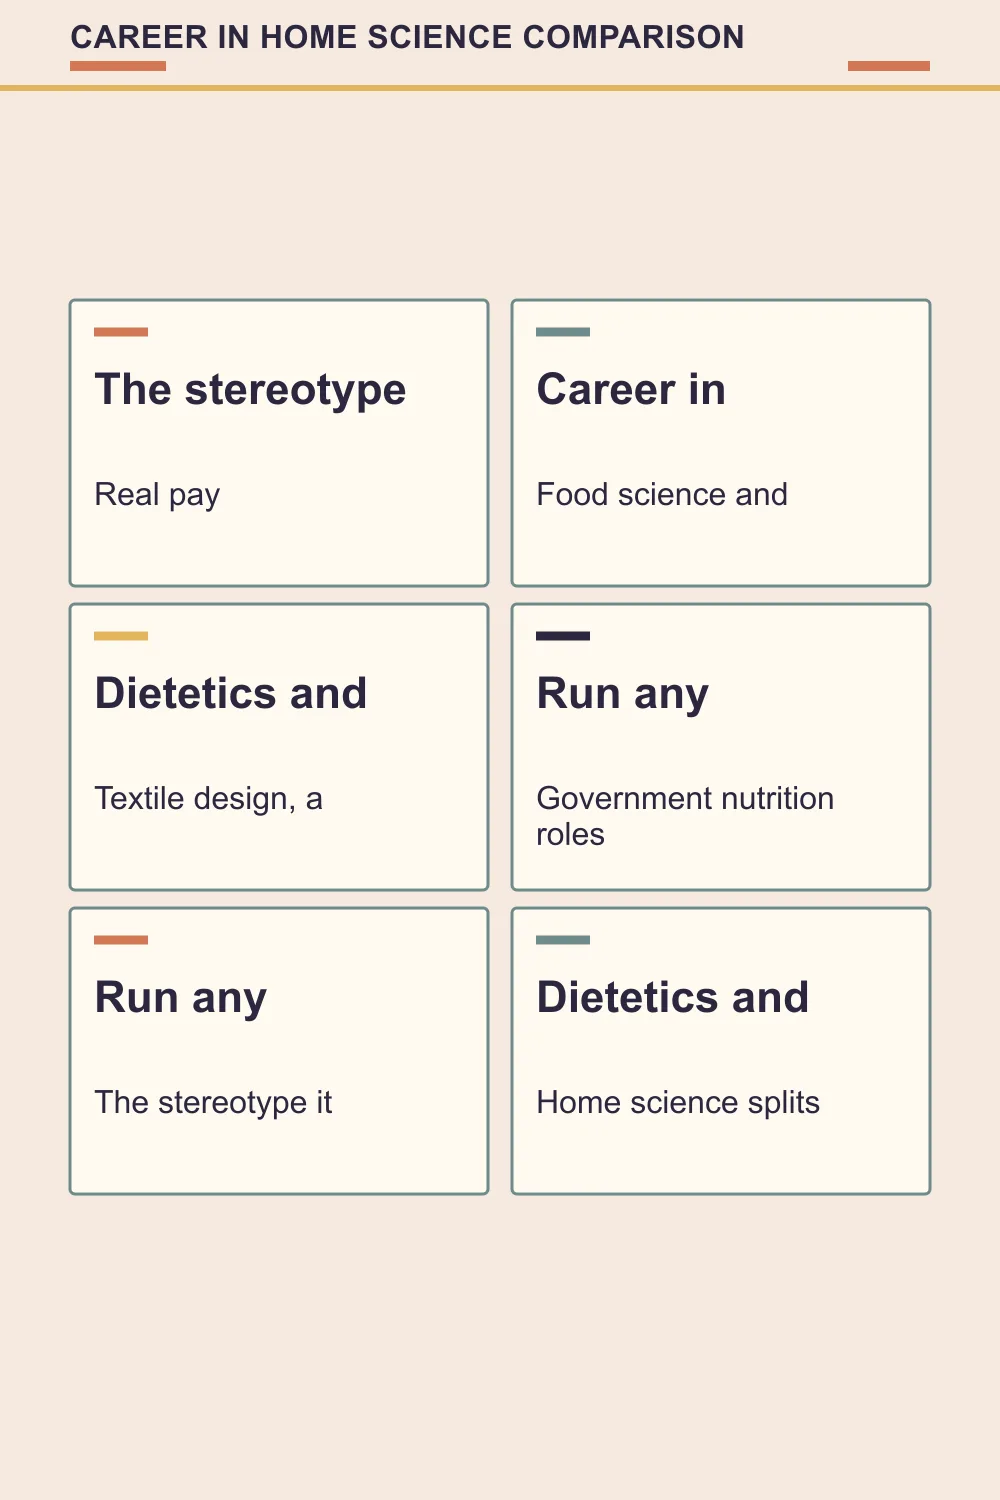 CAREER IN HOME SCIENCE COMPARISON
The stereotype
Real pay
Career in
Food science and
Dietetics and
Textile design, a
Run any
Government nutrition
roles
Run any
The stereotype it
Dietetics and
Home science splits